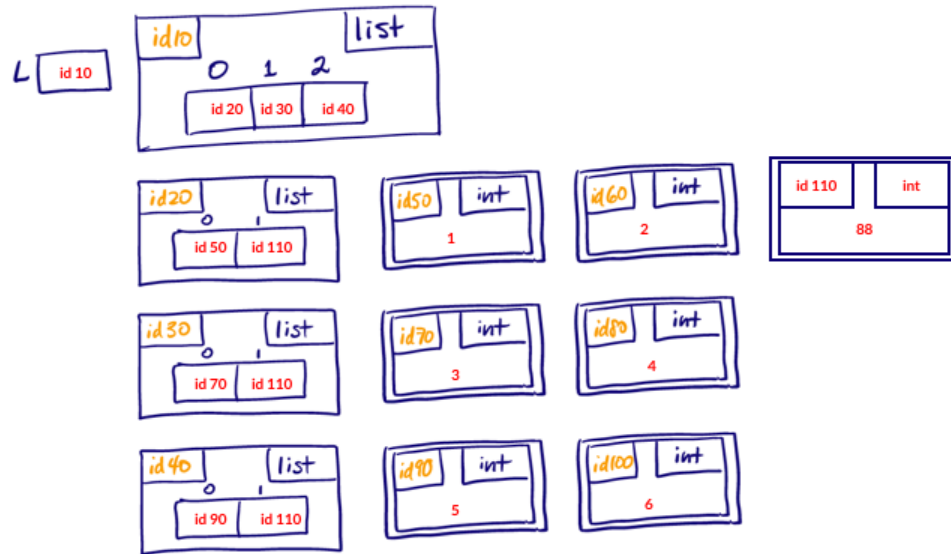 id10 list
L id 10
0 1 2
id 20 id 30 id 40
id20 list
0 1
id 50 id 110
id50 int
1
id60 int
2
id 110 int
88
id30 list
0 1
id 70 id 110
id70 int
3
id80 int
4
id40 list
0 1
id 90 id 110
id90 int
5
id100 int
6